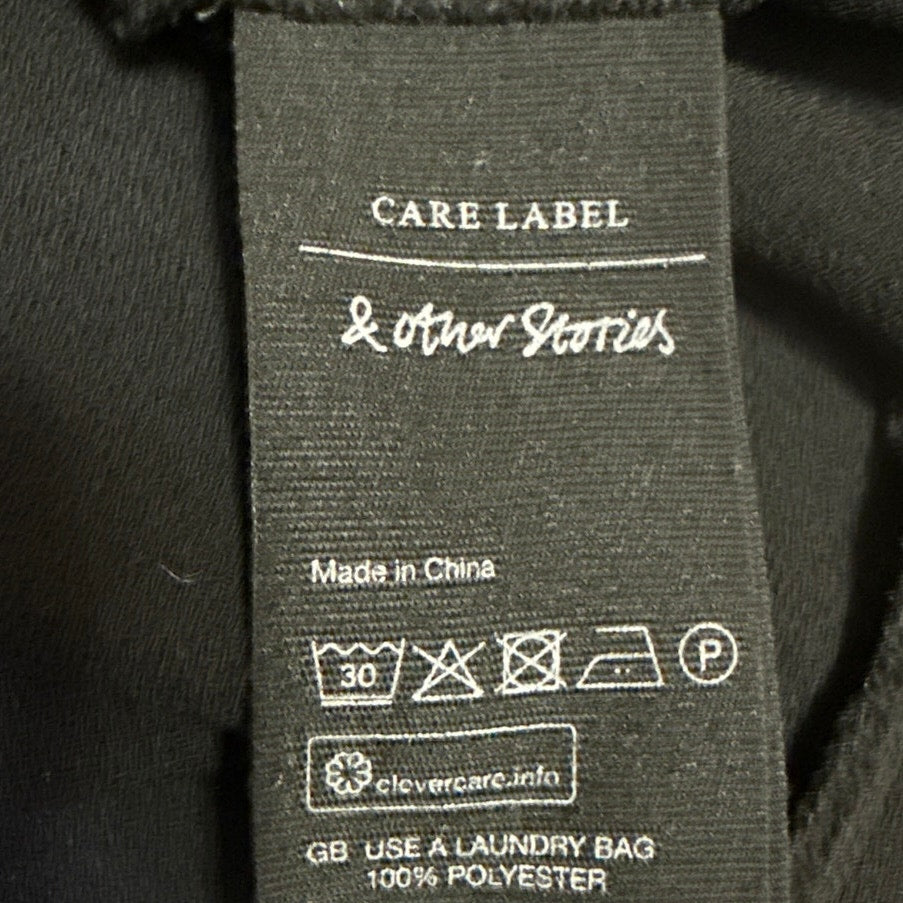 CARE LABEL
& Other Stories
Made in China
30 P
clevercare.info
GB USE A LAUNDRY BAG
100% POLYESTER